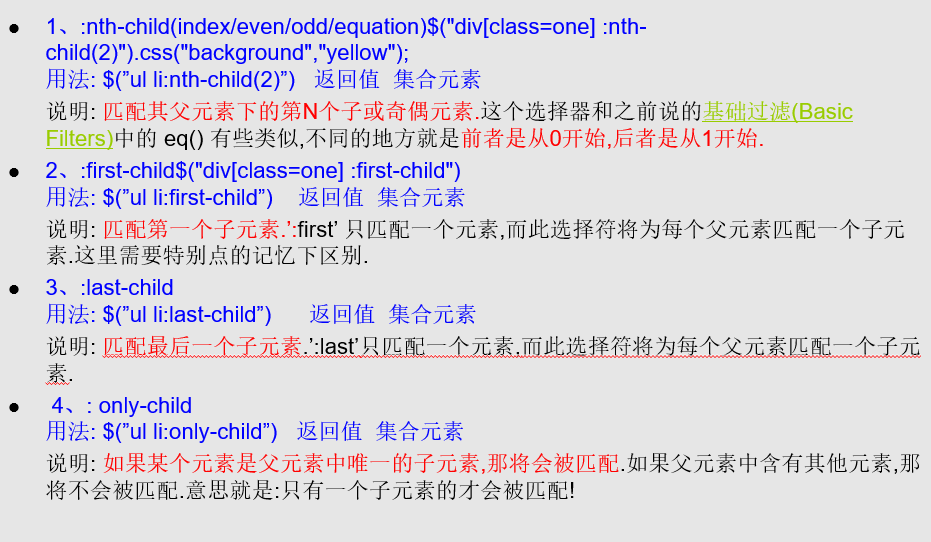 1、:nth-child(index/even/odd/equation)$("div[class=one] :nth-
child(2)").css("background","yellow");
用法: $(”ul li:nth-child(2)”)   返回值  集合元素
说明: 匹配其父元素下的第N个子或奇偶元素.这个选择器和之前说的基础过滤(Basic
Filters)中的 eq() 有些类似,不同的地方就是前者是从0开始,后者是从1开始.
2、:first-child$("div[class=one] :first-child")
用法: $(”ul li:first-child”)    返回值  集合元素
说明: 匹配第一个子元素.’:first’ 只匹配一个元素,而此选择符将为每个父元素匹配一个子元
素.这里需要特别点的记忆下区别.
3、:last-child
用法: $(”ul li:last-child”)      返回值  集合元素
说明: 匹配最后一个子元素.’:last’只匹配一个元素,而此选择符将为每个父元素匹配一个子元
素.
4、: only-child
用法: $(”ul li:only-child”)   返回值  集合元素
说明: 如果某个元素是父元素中唯一的子元素,那将会被匹配.如果父元素中含有其他元素,那
将不会被匹配.意思就是:只有一个子元素的才会被匹配!